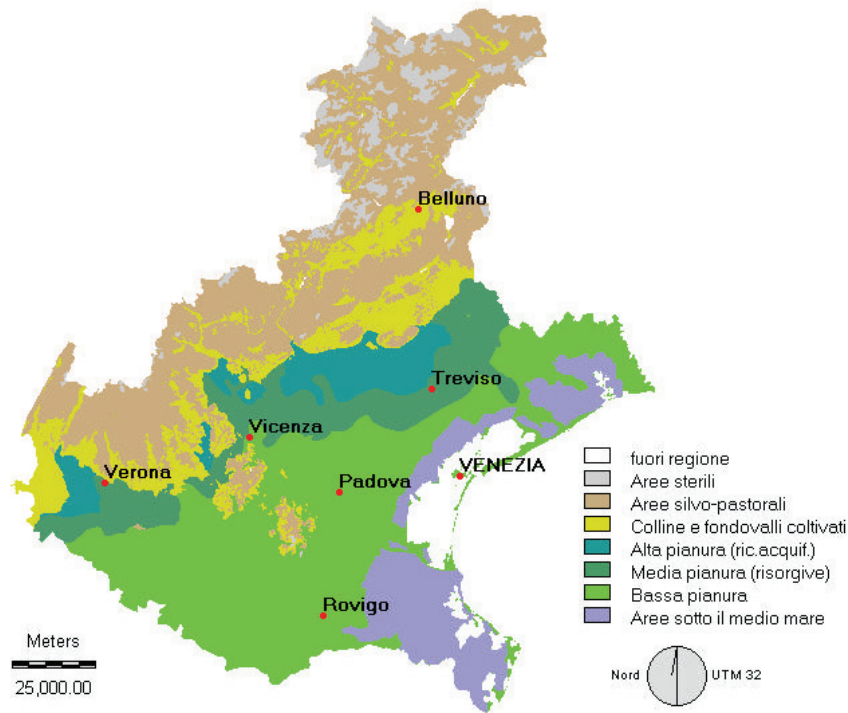 Belluno
Treviso
Vicenza
VENEZIA
Verona
Padova
Rovigo
fuori regione
Aree sterili
Aree silvo-pastorali
Colline e fondovalli coltivati
Alta pianura (ric.acquif.)
Media pianura (risorgive)
Bassa pianura
Aree sotto il medio mare
Meters
25,000.00
Nord UTM 32